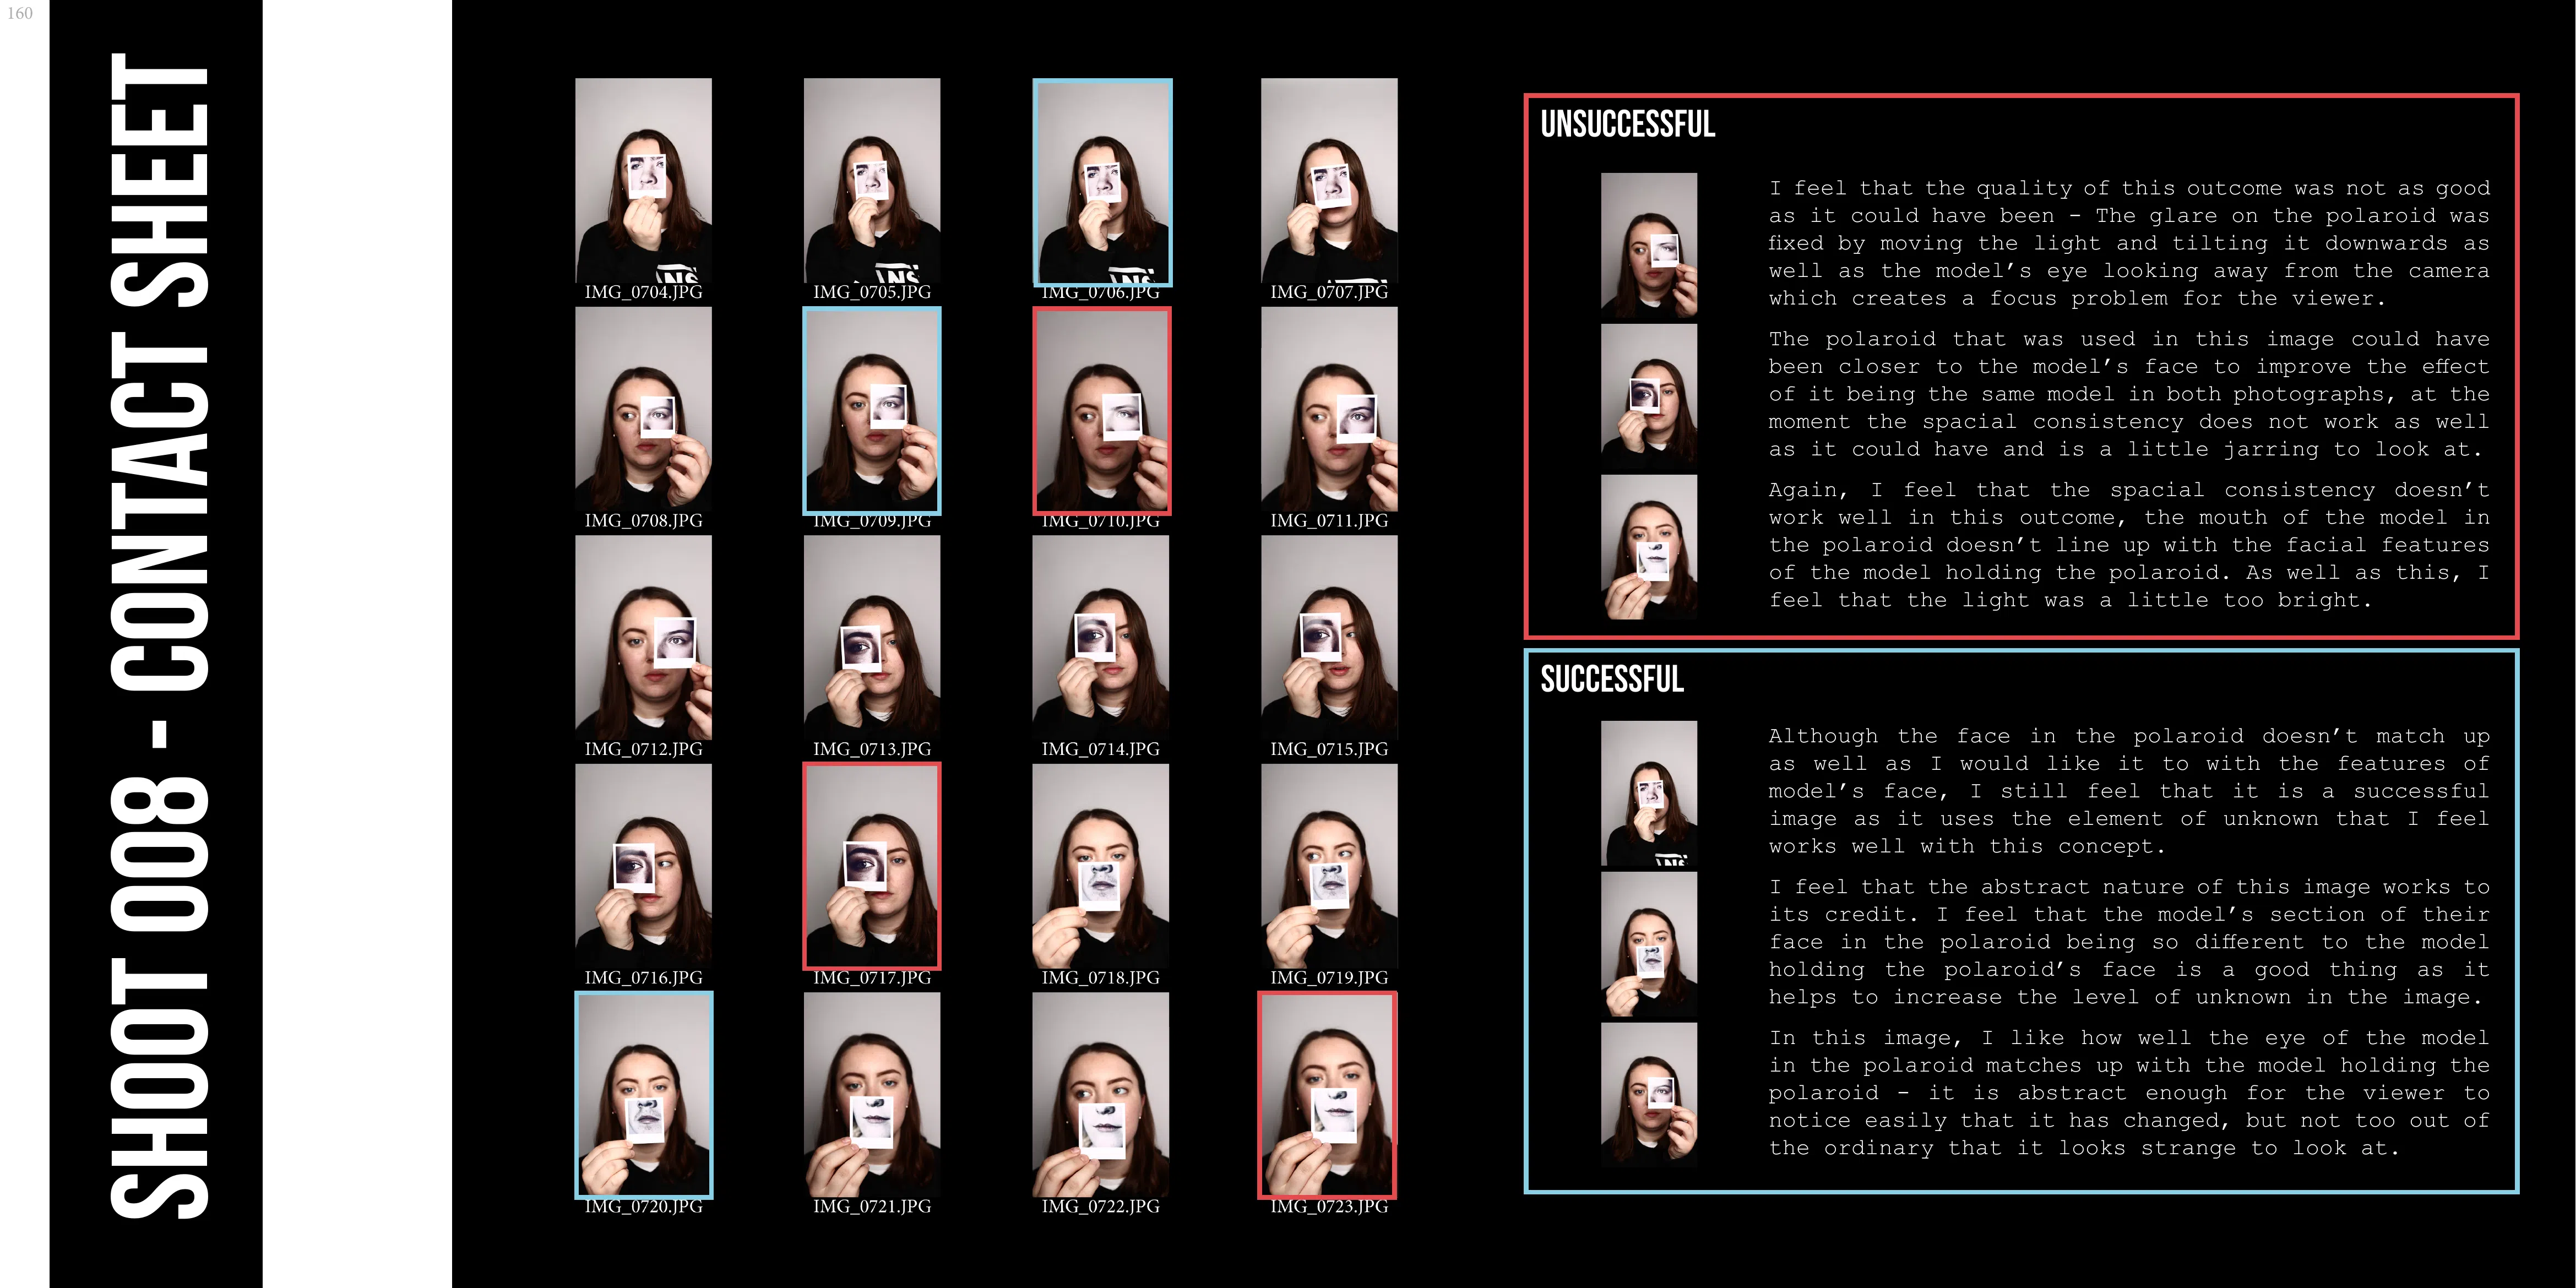 160
SHOOT 008 - CONTACT SHEET
IMG_0704.JPG
IMG_0705.JPG
IMG_0706.JPG
IMG_0707.JPG
IMG_0708.JPG
IMG_0709.JPG
IMG_0710.JPG
IMG_0711.JPG
IMG_0712.JPG
IMG_0713.JPG
IMG_0714.JPG
IMG_0715.JPG
IMG_0716.JPG
IMG_0717.JPG
IMG_0718.JPG
IMG_0719.JPG
IMG_0720.JPG
IMG_0721.JPG
IMG_0722.JPG
IMG_0723.JPG
UNSUCCESSFUL
I feel that the quality of this outcome was not as good
as it could have been - The glare on the polaroid was
fixed by moving the light and tilting it downwards as
well as the model’s eye looking away from the camera
which creates a focus problem for the viewer.
The polaroid that was used in this image could have
been closer to the model’s face to improve the effect
of it being the same model in both photographs, at the
moment the spacial consistency does not work as well
as it could have and is a little jarring to look at.
Again, I feel that the spacial consistency doesn’t
work well in this outcome, the mouth of the model in
the polaroid doesn’t line up with the facial features
of the model holding the polaroid. As well as this, I
feel that the light was a little too bright.
SUCCESSFUL
Although the face in the polaroid doesn’t match up
as well as I would like it to with the features of
model’s face, I still feel that it is a successful
image as it uses the element of unknown that I feel
works well with this concept.
I feel that the abstract nature of this image works to
its credit. I feel that the model’s section of their
face in the polaroid being so different to the model
holding the polaroid’s face is a good thing as it
helps to increase the level of unknown in the image.
In this image, I like how well the eye of the model
in the polaroid matches up with the model holding the
polaroid - it is abstract enough for the viewer to
notice easily that it has changed, but not too out of
the ordinary that it looks strange to look at.